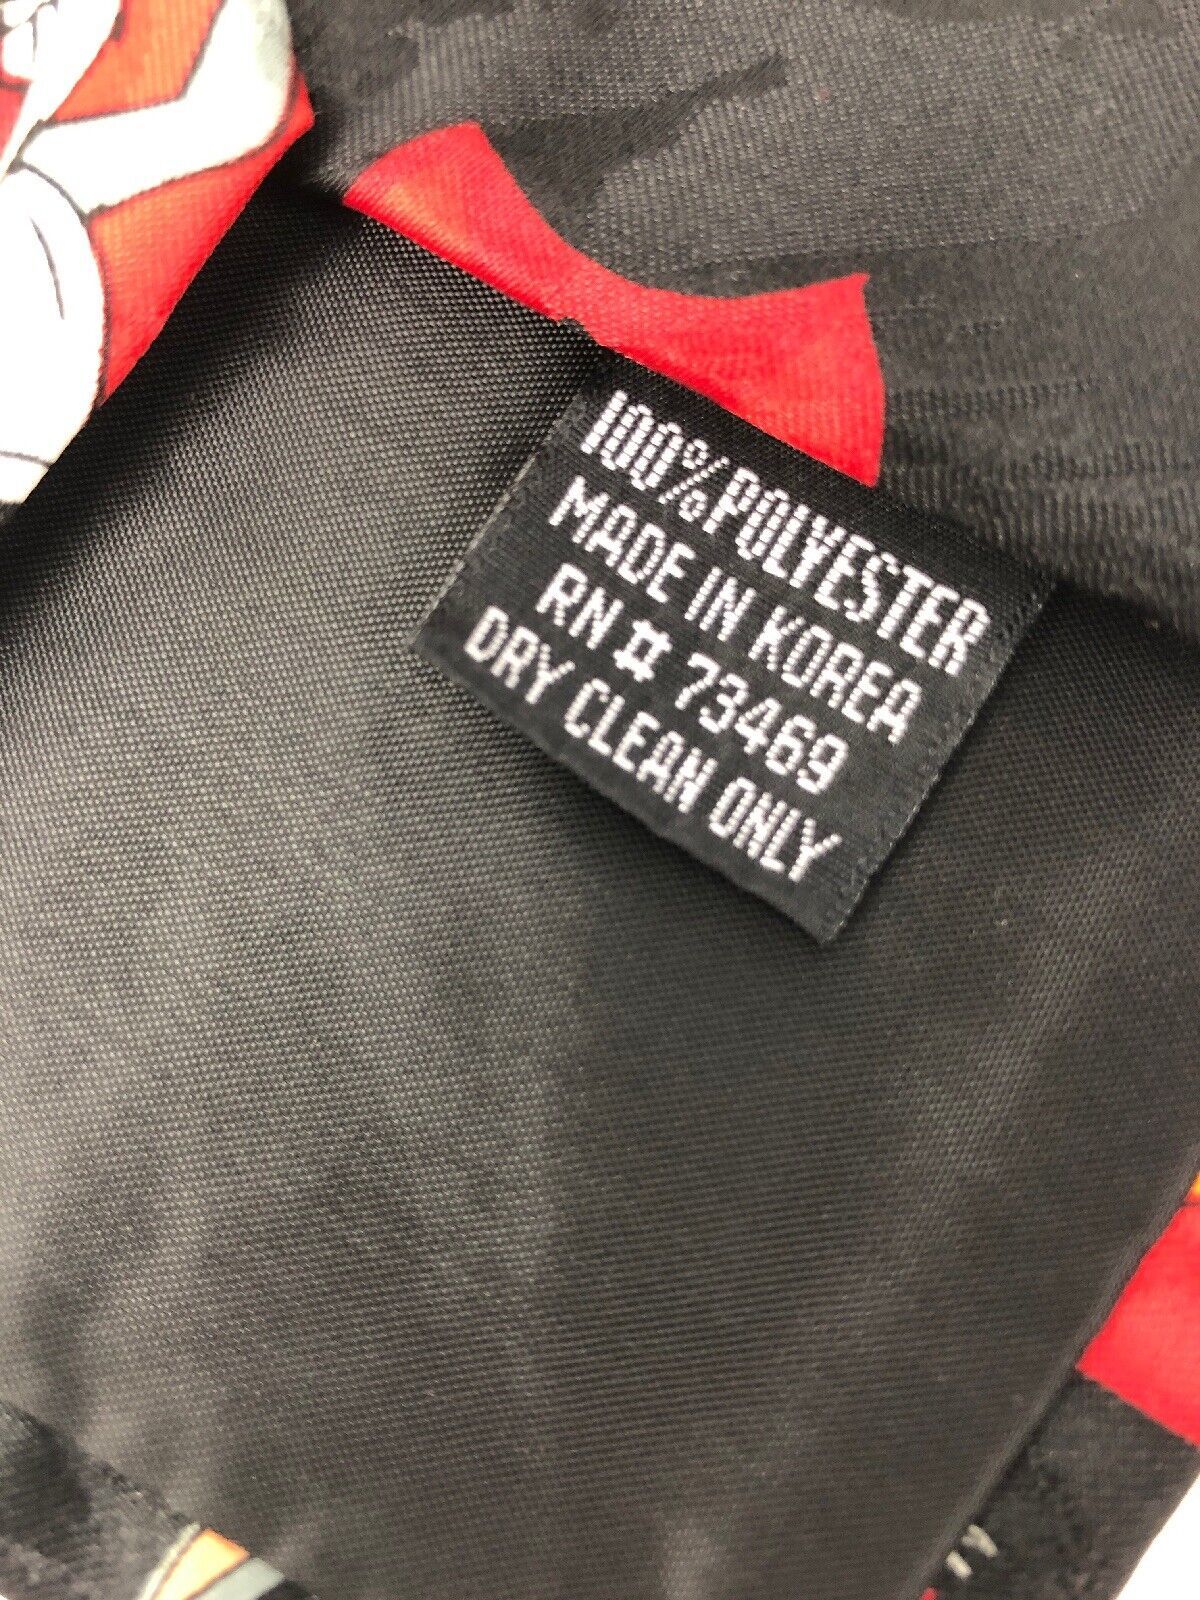 100% POLYESTER
MADE IN KOREA
RN # 73469
DRY CLEAN ONLY